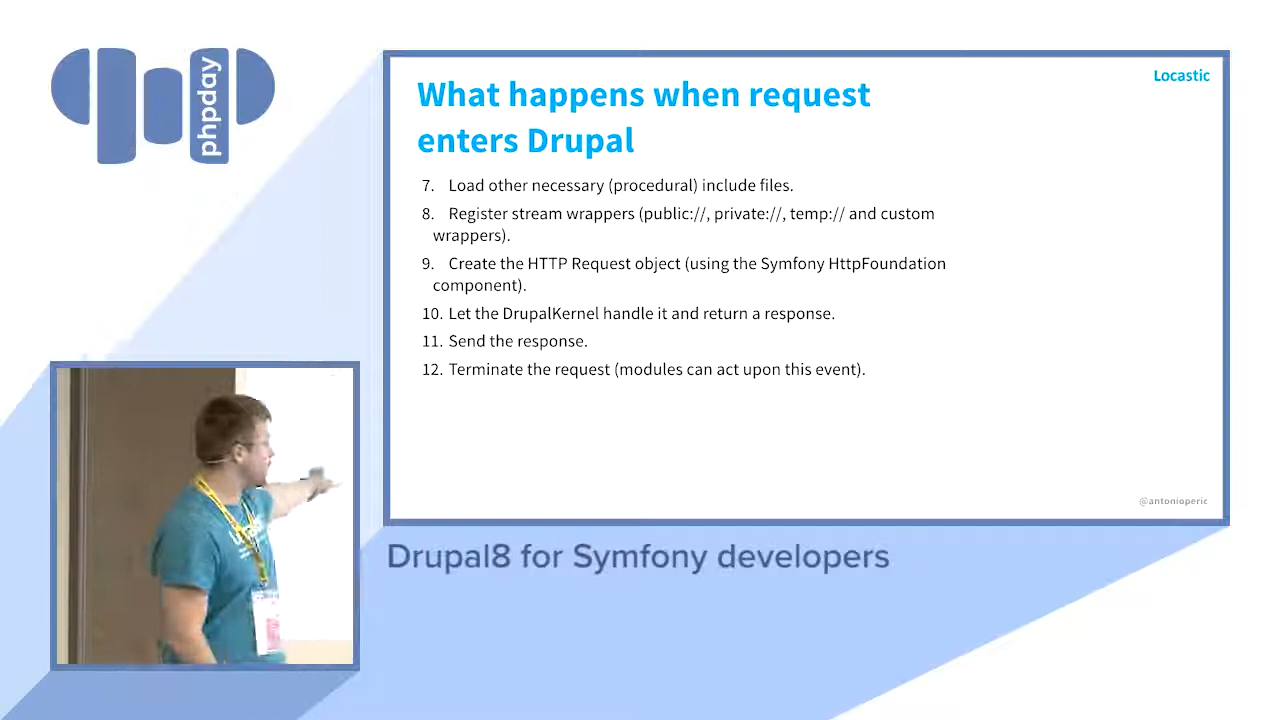 phpday
Locastic
What happens when request
enters Drupal
7. Load other necessary (procedural) include files.
8. Register stream wrappers (public://, private://, temp:// and custom
wrappers).
9. Create the HTTP Request object (using the Symfony HttpFoundation
component).
10. Let the DrupalKernel handle it and return a response.
11. Send the response.
12. Terminate the request (modules can act upon this event).
@antonioperic
Drupal8 for Symfony developers